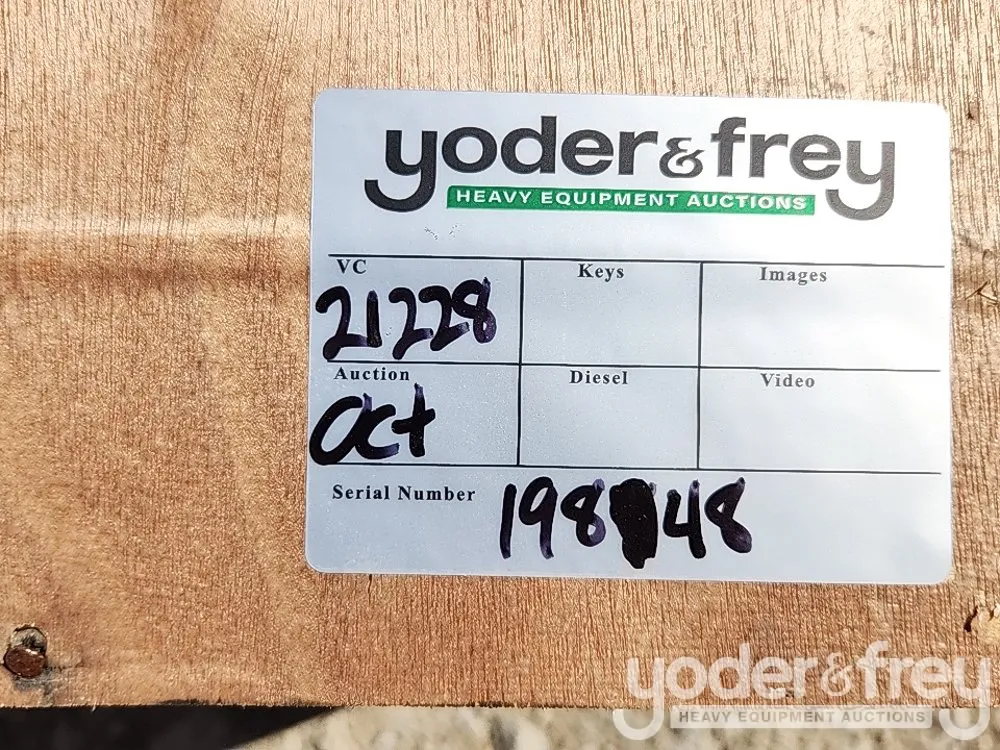 yoder&frey
HEAVY EQUIPMENT AUCTIONS
VC Keys Images
21228
Auction Diesel Video
Oct
Serial Number 198 48
yoder&frey
HEAVY EQUIPMENT AUCTIONS